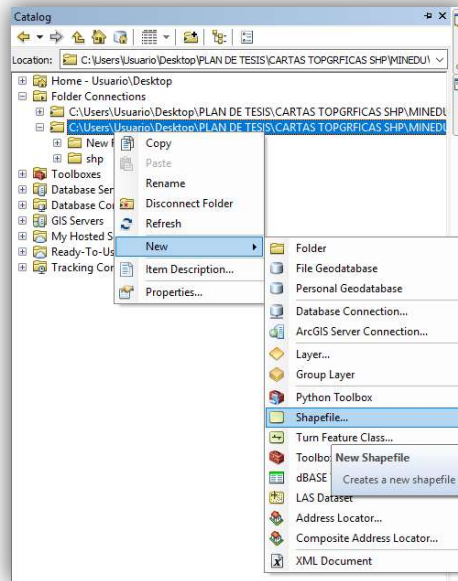 Catalog
Location: C:\Users\Usuario\Desktop\PLAN DE TESIS\CARTAS TOPGRFICAS SHP\MINEDU\
Home - Usuario\Desktop
Folder Connections
C:\Users\Usuario\Desktop\PLAN DE TESIS\CARTAS TOPGRFICAS SHP\MINEDU
C:\Users\Usuario\Desktop\PLAN DE TESIS\CARTAS TOPGRFICAS SHP\MINEDU
New
shp
Toolboxes
Database Ser
Database Co
GIS Servers
My Hosted S
Ready-To-Us
Tracking Cor
Copy
Paste
Rename
Disconnect Folder
Refresh
New
Item Description...
Properties...
Folder
File Geodatabase
Personal Geodatabase
Database Connection...
ArcGIS Server Connection...
Layer...
Group Layer
Python Toolbox
Shapefile...
Turn Feature Class...
Toolbo
dBASE
LAS Dataset
Address Locator...
Composite Address Locator...
XML Document
New Shapefile
Creates a new shapefile